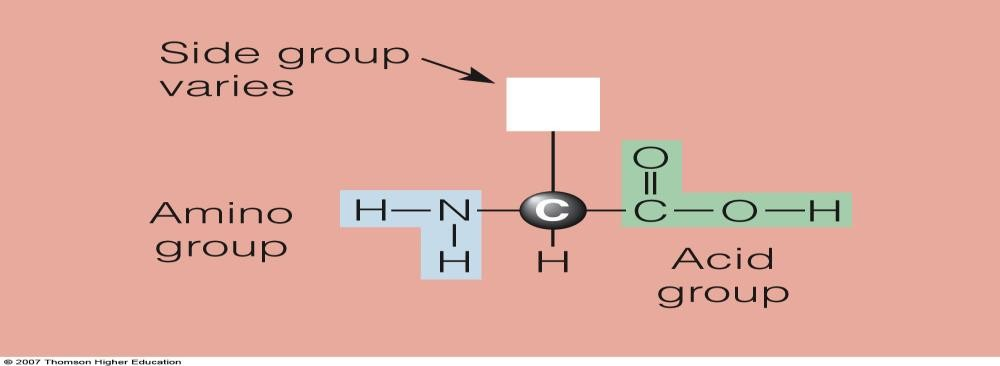 Side group
varies
O
Amino
group
H—N—C—C—O—H
H
H
Acid
group
© 2007 Thomson Higher Education